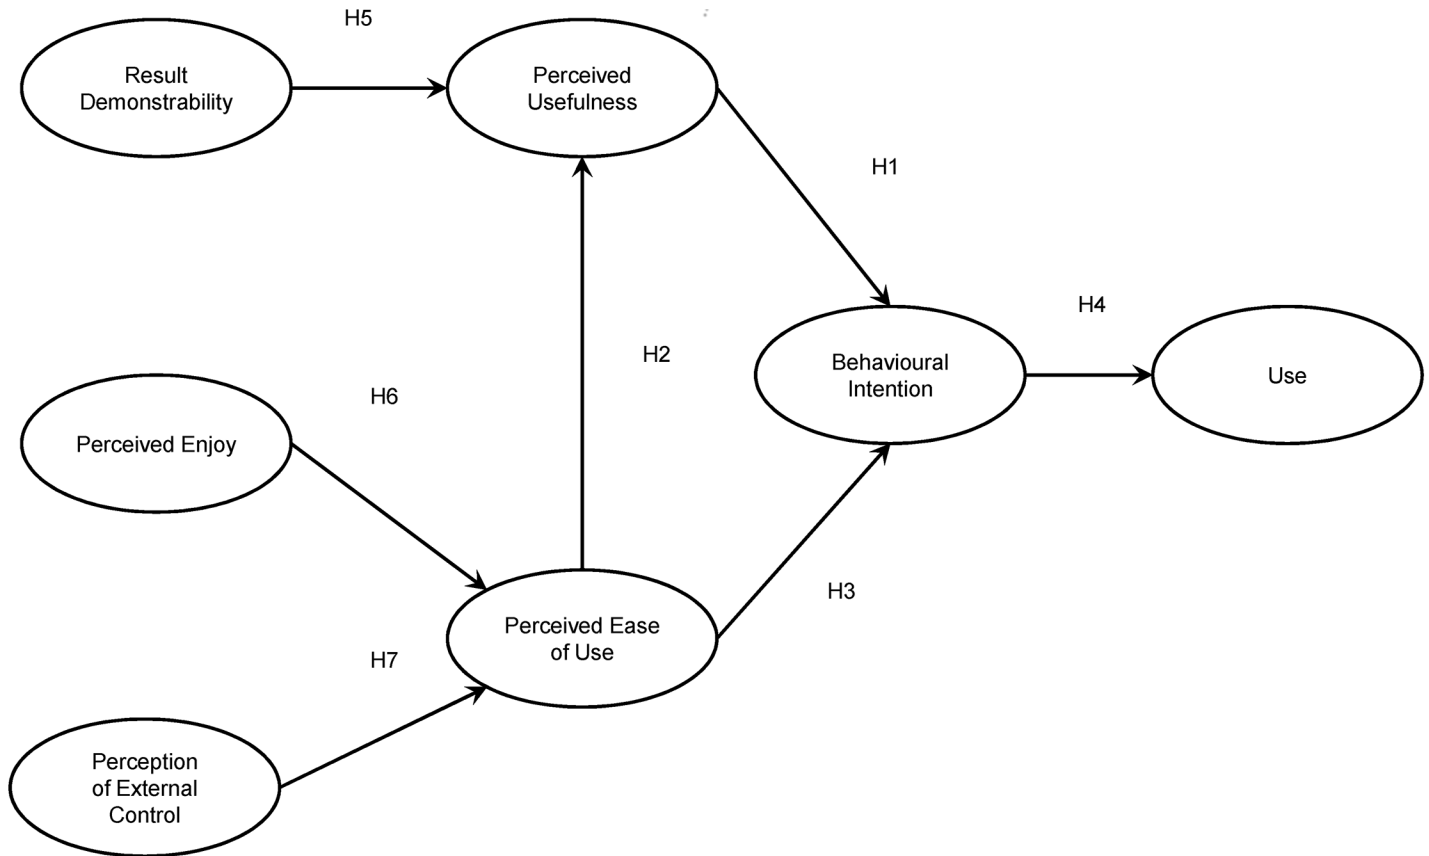 H5
Result
Demonstrability
Perceived
Usefulness
H1
H4
Behavioural
Intention
Use
H2
H6
Perceived Enjoy
H3
Perceived Ease
of Use
H7
Perception
of External
Control